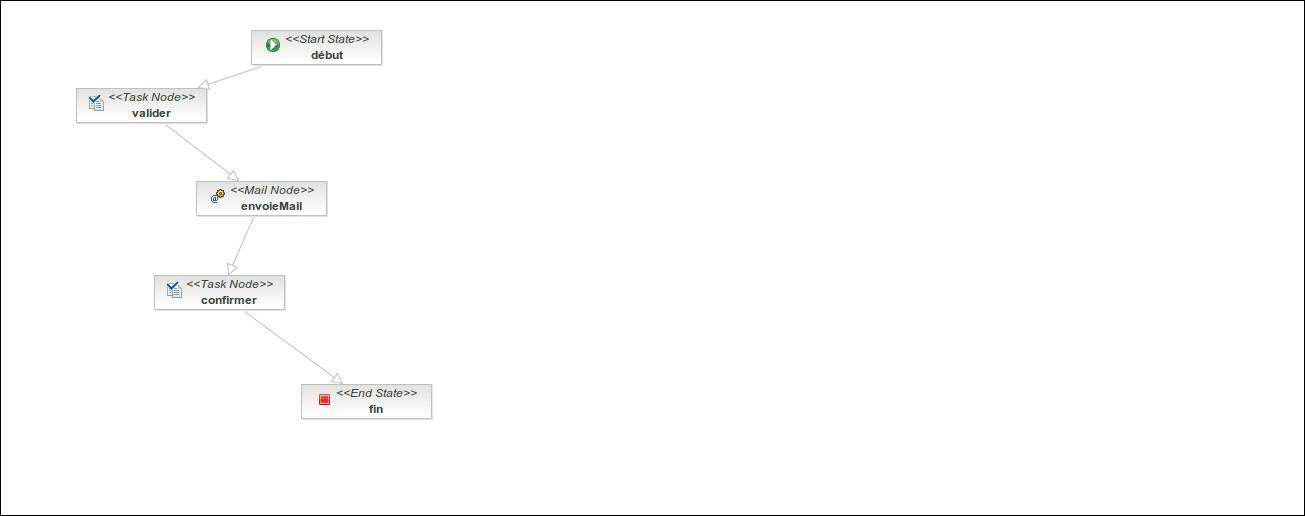 <<Start State>>
début
<<Task Node>>
valider
<<Mail Node>>
envoieMail
<<Task Node>>
confirmer
<<End State>>
fin